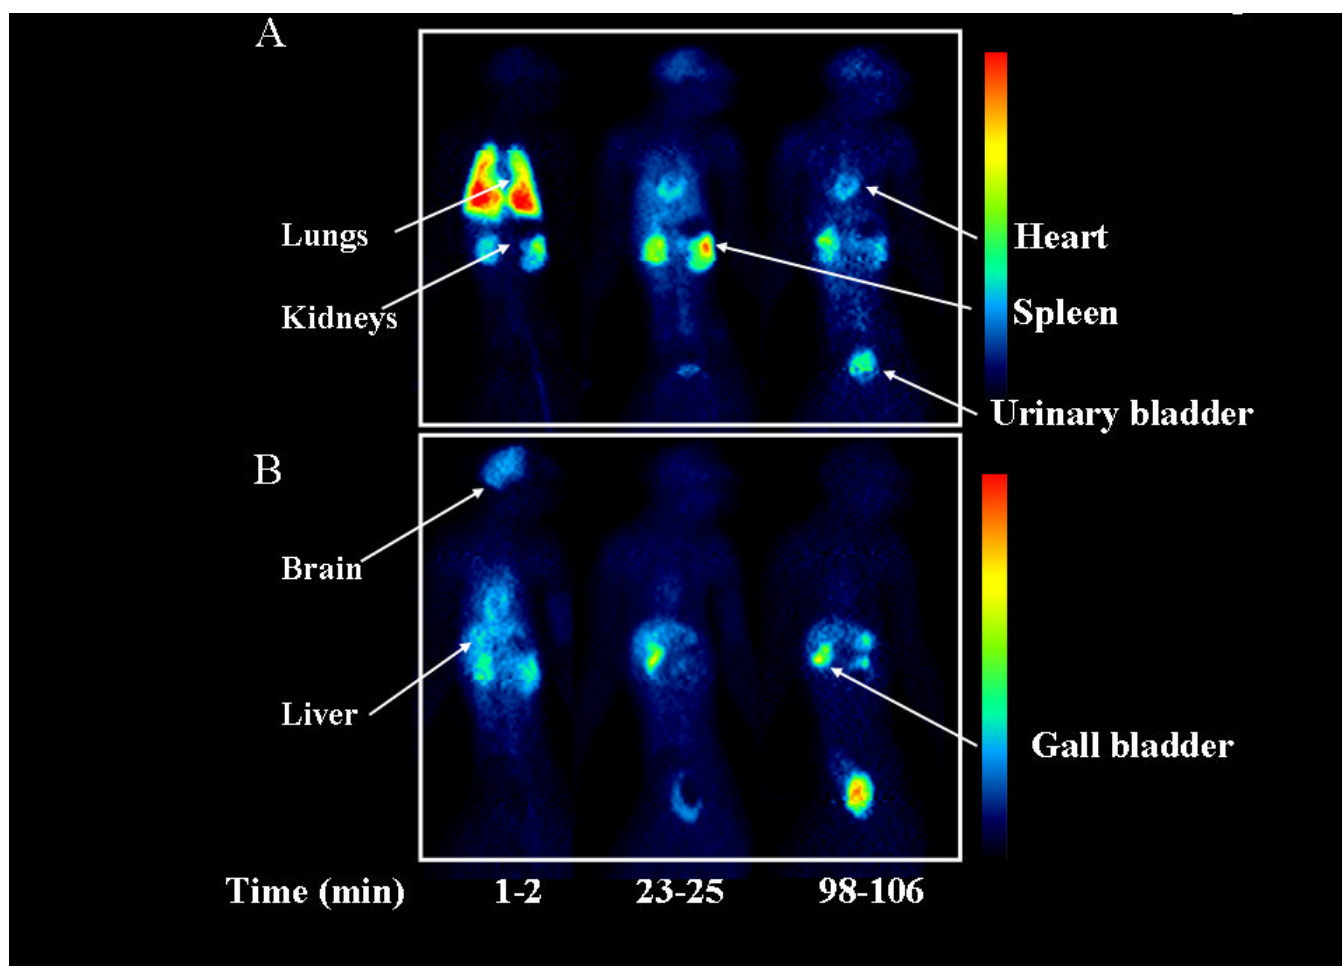 A
Lungs
Kidneys
Heart
Spleen
Urinary bladder
B
Brain
Liver
Gall bladder
Time (min) 1-2 23-25 98-106